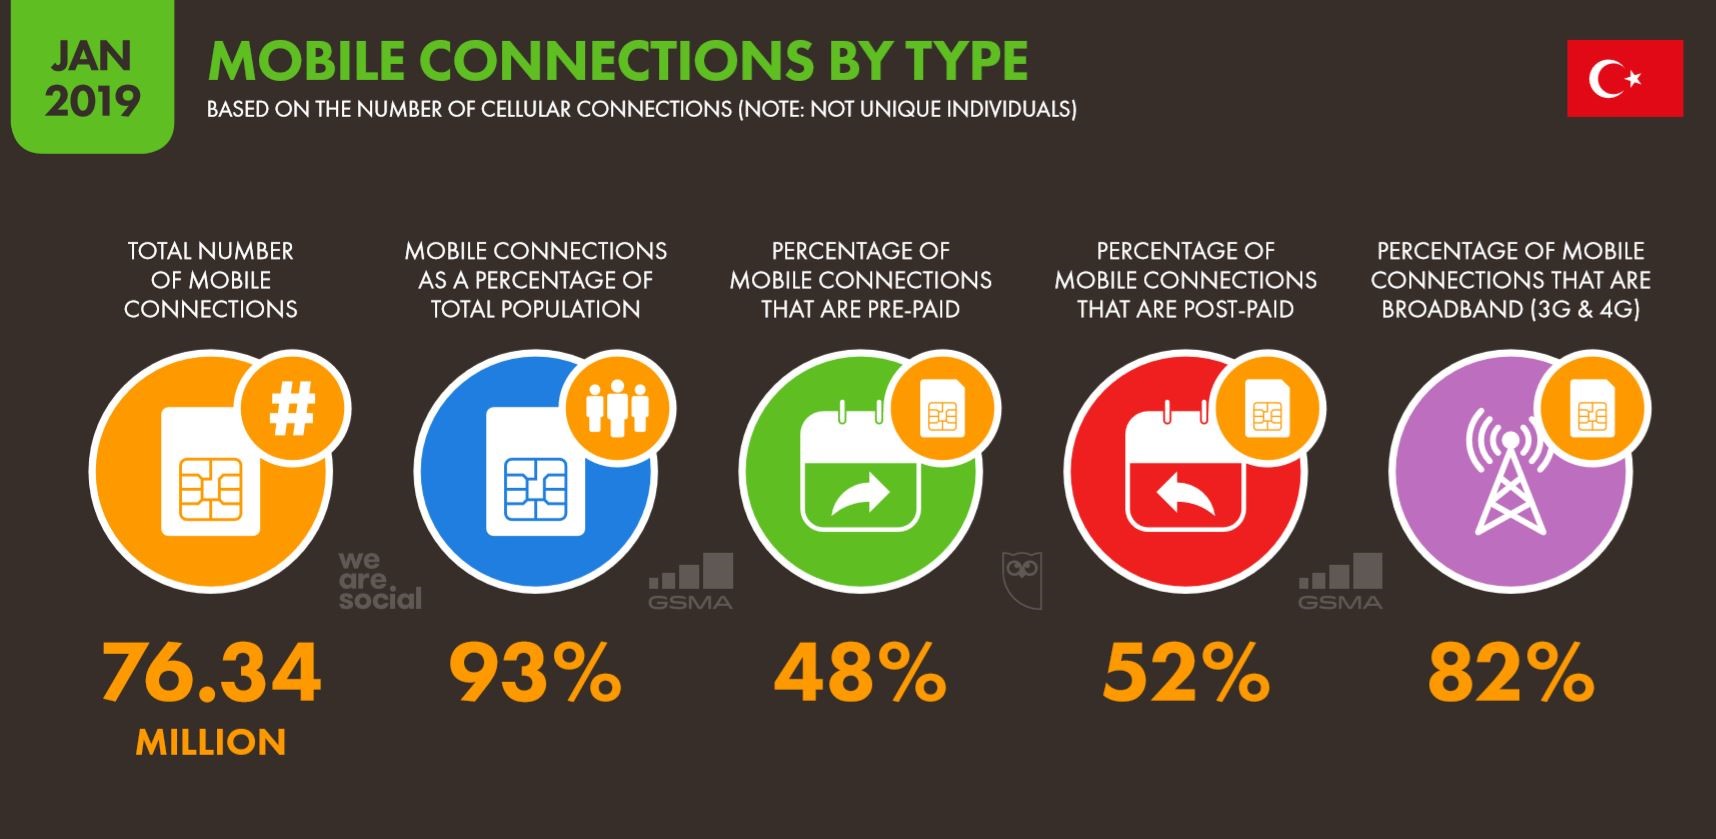 JAN
2019
MOBILE CONNECTIONS BY TYPE
BASED ON THE NUMBER OF CELLULAR CONNECTIONS (NOTE: NOT UNIQUE INDIVIDUALS)
TOTAL NUMBER
OF MOBILE
CONNECTIONS
MOBILE CONNECTIONS
AS A PERCENTAGE OF
TOTAL POPULATION
PERCENTAGE OF
MOBILE CONNECTIONS
THAT ARE PRE-PAID
PERCENTAGE OF
MOBILE CONNECTIONS
THAT ARE POST-PAID
PERCENTAGE OF MOBILE
CONNECTIONS THAT ARE
BROADBAND (3G & 4G)
#
we
are
social
GSMA
GSMA
76.34
MILLION
93%
48%
52%
82%